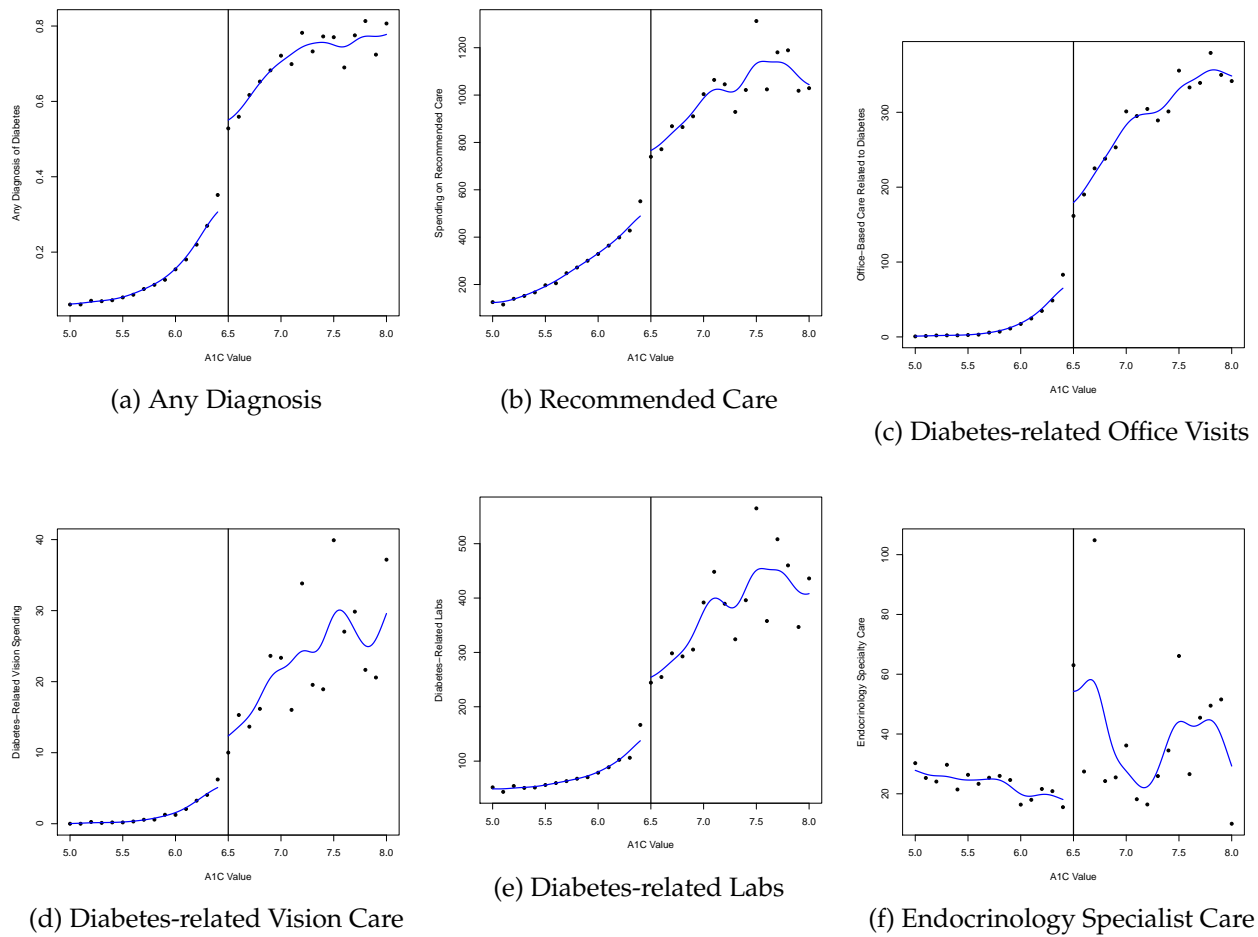 0.8
0.6
0.4
0.2
Any Diagnosis of Diabetes
5.0 5.5 6.0 6.5 7.0 7.5 8.0
A1C Value
(a) Any Diagnosis
1200
1000
800
600
400
200
Spending on Recommended Care
5.0 5.5 6.0 6.5 7.0 7.5 8.0
A1C Value
(b) Recommended Care
300
200
100
0
Office−Based Care Related to Diabetes
5.0 5.5 6.0 6.5 7.0 7.5 8.0
A1C Value
(c) Diabetes-related Office Visits
40
30
20
10
0
Diabetes−Related Vision Spending
5.0 5.5 6.0 6.5 7.0 7.5 8.0
A1C Value
(d) Diabetes-related Vision Care
500
400
300
200
100
Diabetes−Related Labs
5.0 5.5 6.0 6.5 7.0 7.5 8.0
A1C Value
(e) Diabetes-related Labs
100
80
60
40
20
Endocrinology Specialty Care
5.0 5.5 6.0 6.5 7.0 7.5 8.0
A1C Value
(f) Endocrinology Specialist Care